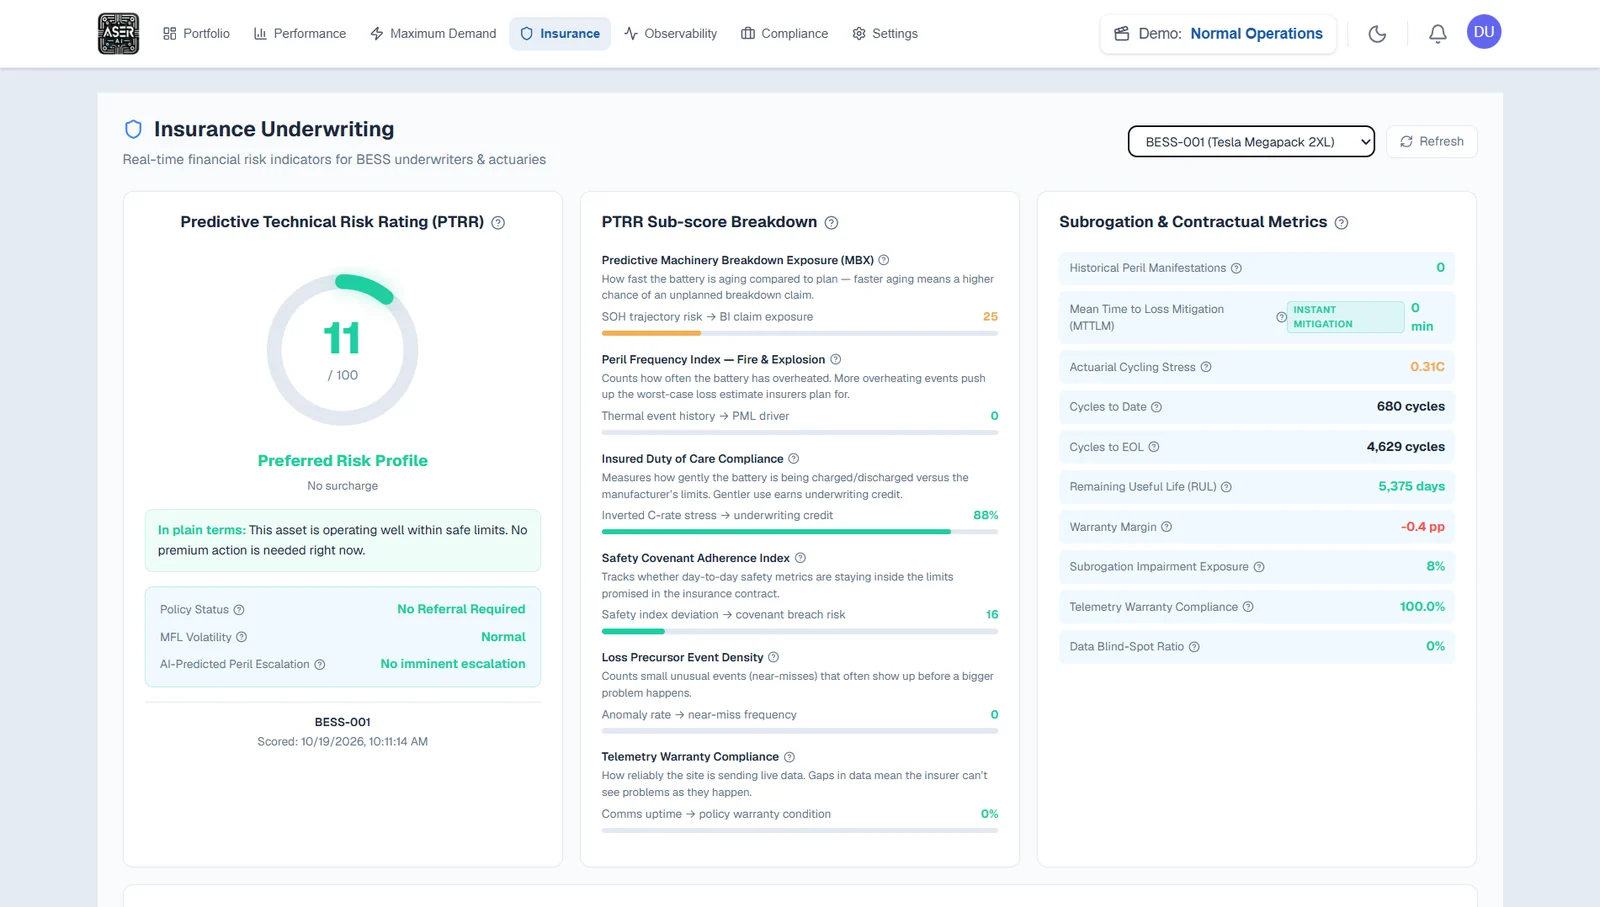 ASER
AI
Portfolio
Performance
Maximum Demand
Insurance
Observability
Compliance
Settings
Demo: Normal Operations
DU
Insurance Underwriting
Real-time financial risk indicators for BESS underwriters & actuaries
BESS-001 (Tesla Megapack 2XL)
Refresh
Predictive Technical Risk Rating (PTRR)
11
/ 100
Preferred Risk Profile
No surcharge
In plain terms: This asset is operating well within safe limits. No
premium action is needed right now.
Policy Status No Referral Required
MFL Volatility Normal
AI-Predicted Peril Escalation No imminent escalation
BESS-001
Scored: 10/19/2026, 10:11:14 AM
PTRR Sub-score Breakdown
Predictive Machinery Breakdown Exposure (MBX)
How fast the battery is aging compared to plan — faster aging means a higher
chance of an unplanned breakdown claim.
SOH trajectory risk → BI claim exposure 25
Peril Frequency Index — Fire & Explosion
Counts how often the battery has overheated. More overheating events push
up the worst-case loss estimate insurers plan for.
Thermal event history → PML driver 0
Insured Duty of Care Compliance
Measures how gently the battery is being charged/discharged versus the
manufacturer's limits. Gentler use earns underwriting credit.
Inverted C-rate stress → underwriting credit 88%
Safety Covenant Adherence Index
Tracks whether day-to-day safety metrics are staying inside the limits
promised in the insurance contract.
Safety index deviation → covenant breach risk 16
Loss Precursor Event Density
Counts small unusual events (near-misses) that often show up before a bigger
problem happens.
Anomaly rate → near-miss frequency 0
Telemetry Warranty Compliance
How reliably the site is sending live data. Gaps in data mean the insurer can't
see problems as they happen.
Comms uptime → policy warranty condition 0%
Subrogation & Contractual Metrics
Historical Peril Manifestations 0
Mean Time to Loss Mitigation
(MTTLM)
INSTANT
MITIGATION
0
min
Actuarial Cycling Stress 0.31C
Cycles to Date 680 cycles
Cycles to EOL 4,629 cycles
Remaining Useful Life (RUL) 5,375 days
Warranty Margin -0.4 pp
Subrogation Impairment Exposure 8%
Telemetry Warranty Compliance 100.0%
Data Blind-Spot Ratio 0%